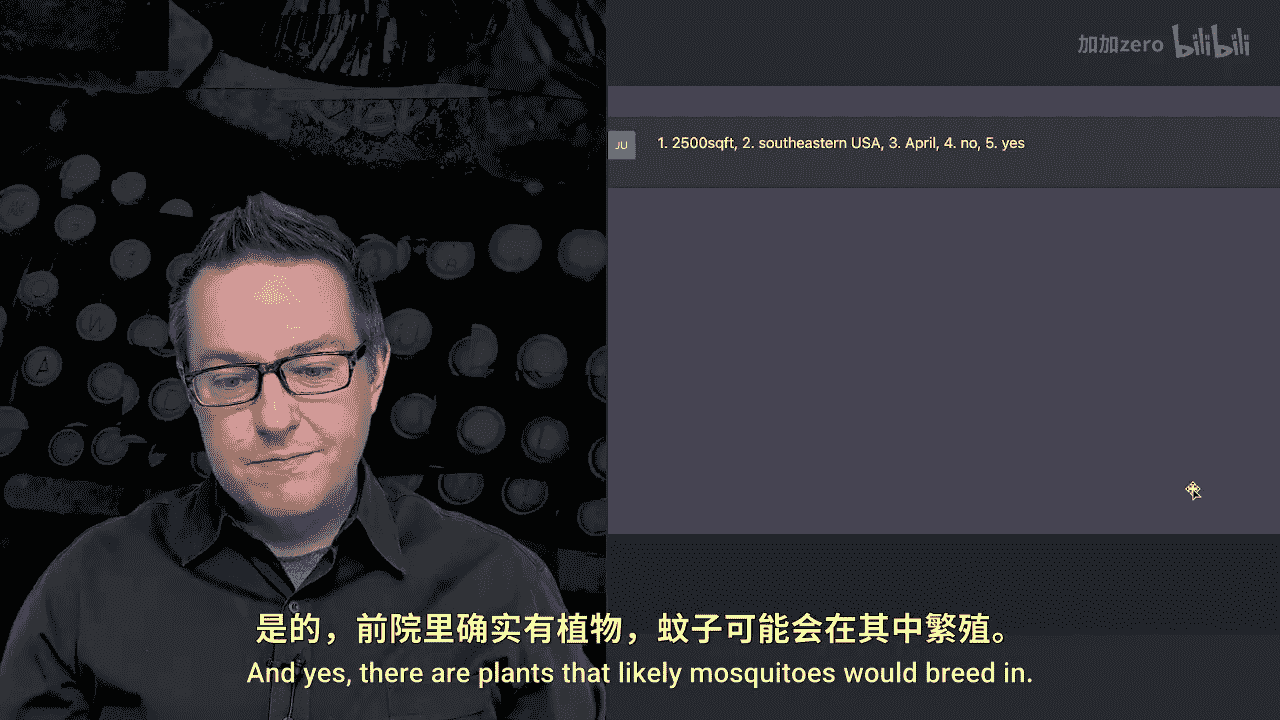 加加zero bilibili
JU 1. 2500sqft, 2. southeastern USA, 3. April, 4. no, 5. yes
是的，前院里确实有植物，蚊子可能会在其中繁殖。
And yes, there are plants that likely mosquitoes would breed in.